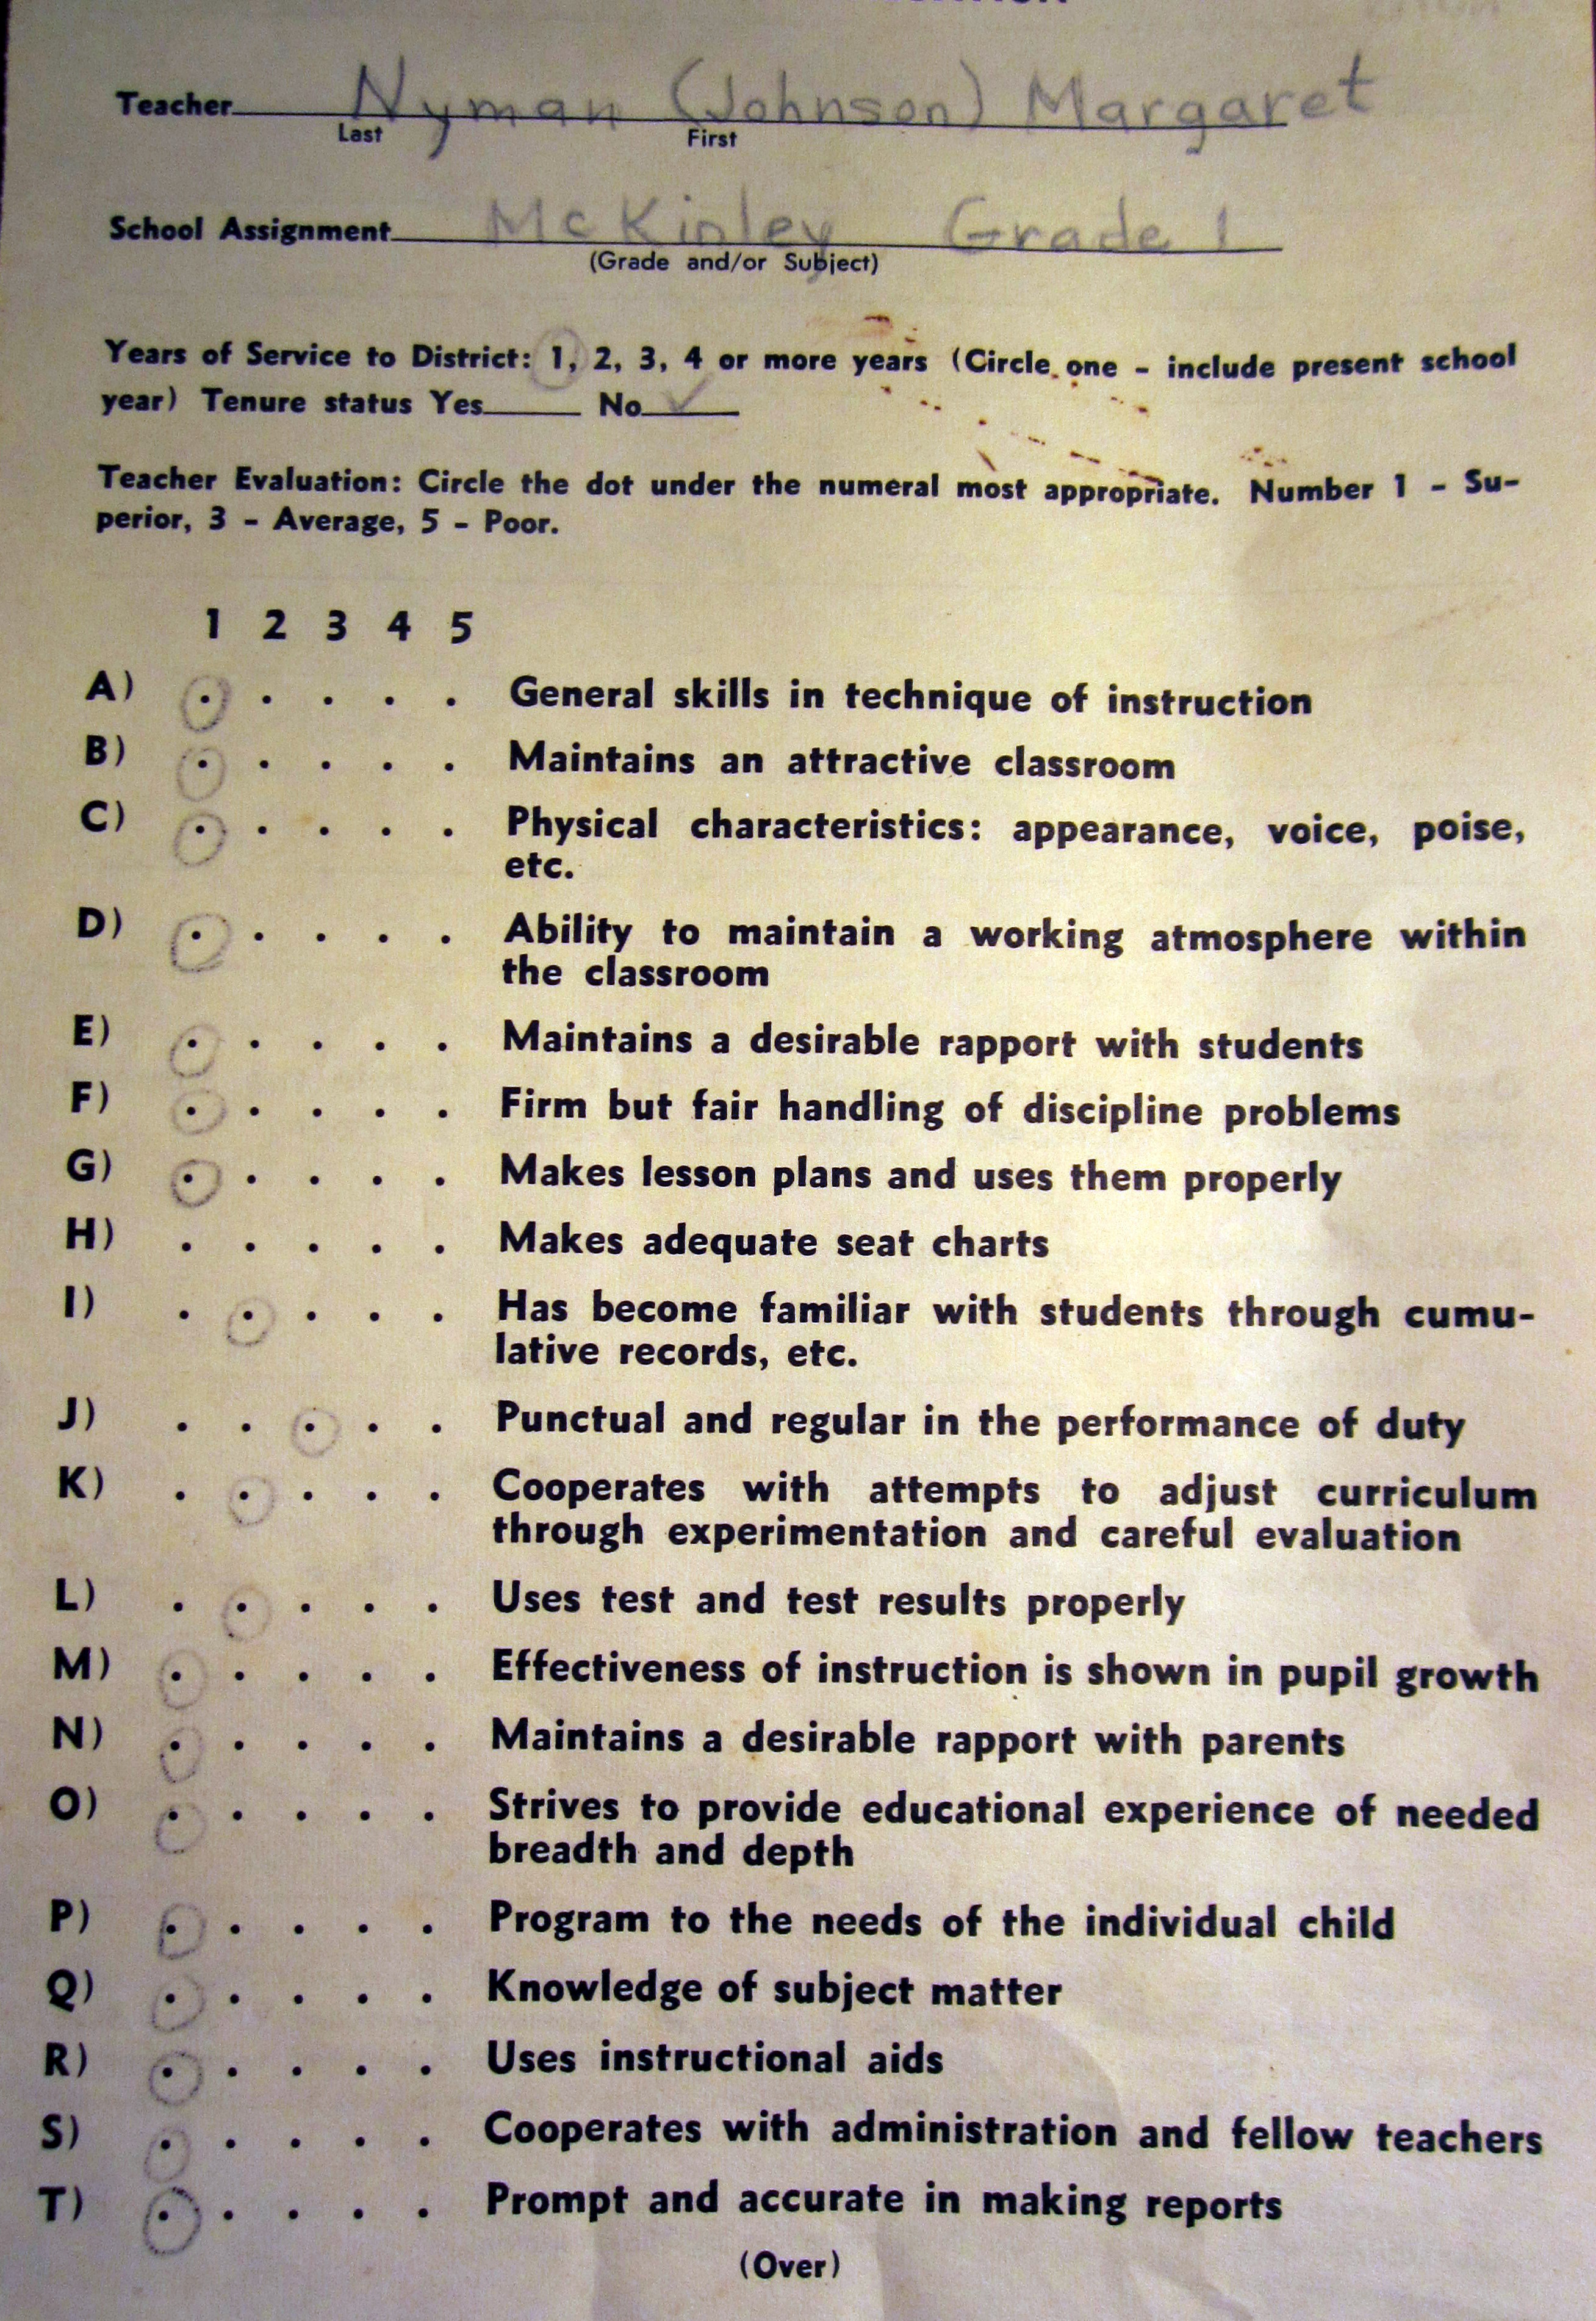 Teacher Nyman (Johnson) Margaret
Last First
School Assignment McKinley Grade 1
(Grade and/or Subject)
Years of Service to District: 1, 2, 3, 4 or more years (Circle one - include present school
year) Tenure status Yes____ No ✓
Teacher Evaluation: Circle the dot under the numeral most appropriate. Number 1 - Su-
perior, 3 - Average, 5 - Poor.
1 2 3 4 5
A) . . . . . General skills in technique of instruction
B) . . . . . Maintains an attractive classroom
C) . . . . . Physical characteristics: appearance, voice, poise,
etc.
D) . . . . . Ability to maintain a working atmosphere within
the classroom
E) . . . . . Maintains a desirable rapport with students
F) . . . . . Firm but fair handling of discipline problems
G) . . . . . Makes lesson plans and uses them properly
H) . . . . . Makes adequate seat charts
I) . . . . . Has become familiar with students through cumu-
lative records, etc.
J) . . . . . Punctual and regular in the performance of duty
K) . . . . . Cooperates with attempts to adjust curriculum
through experimentation and careful evaluation
L) . . . . . Uses test and test results properly
M) . . . . . Effectiveness of instruction is shown in pupil growth
N) . . . . . Maintains a desirable rapport with parents
O) . . . . . Strives to provide educational experience of needed
breadth and depth
P) . . . . . Program to the needs of the individual child
Q) . . . . . Knowledge of subject matter
R) . . . . . Uses instructional aids
S) . . . . . Cooperates with administration and fellow teachers
T) . . . . . Prompt and accurate in making reports
(Over)